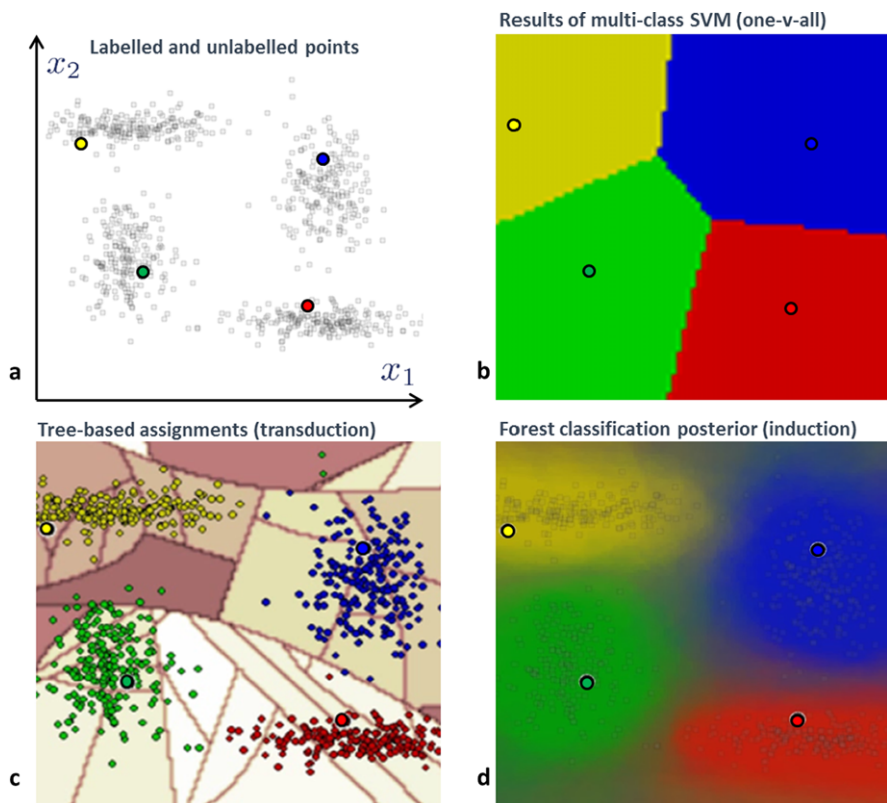 Labelled and unlabelled points
x2
x1
a
Results of multi-class SVM (one-v-all)
b
Tree-based assignments (transduction)
c
Forest classification posterior (induction)
d